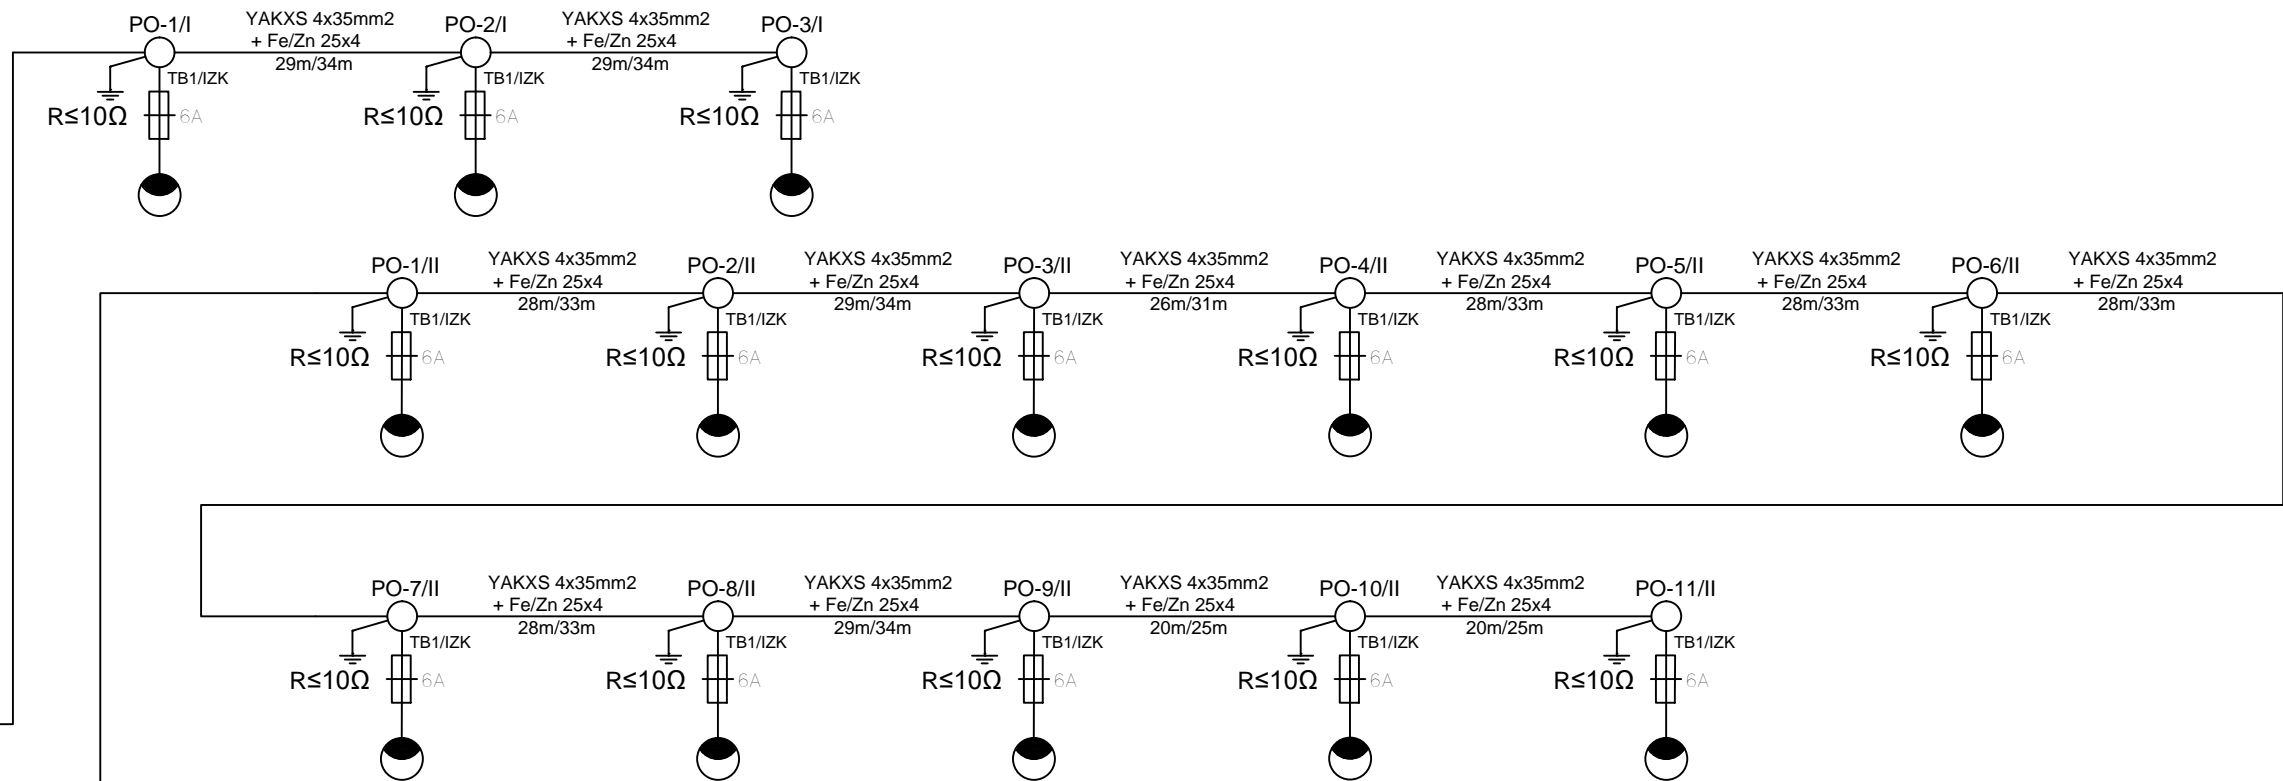 PO-1/I
YAKXS 4x35mm2
+ Fe/Zn 25x4
29m/34m
PO-2/I
YAKXS 4x35mm2
+ Fe/Zn 25x4
29m/34m
PO-3/I
TB1/IZK
R≤10Ω
6A
TB1/IZK
R≤10Ω
6A
TB1/IZK
R≤10Ω
6A
PO-1/II
YAKXS 4x35mm2
+ Fe/Zn 25x4
28m/33m
PO-2/II
YAKXS 4x35mm2
+ Fe/Zn 25x4
29m/34m
PO-3/II
YAKXS 4x35mm2
+ Fe/Zn 25x4
26m/31m
PO-4/II
YAKXS 4x35mm2
+ Fe/Zn 25x4
28m/33m
PO-5/II
YAKXS 4x35mm2
+ Fe/Zn 25x4
28m/33m
PO-6/II
YAKXS 4x35mm2
+ Fe/Zn 25x4
28m/33m
TB1/IZK
R≤10Ω
6A
TB1/IZK
R≤10Ω
6A
TB1/IZK
R≤10Ω
6A
TB1/IZK
R≤10Ω
6A
TB1/IZK
R≤10Ω
6A
TB1/IZK
R≤10Ω
6A
PO-7/II
YAKXS 4x35mm2
+ Fe/Zn 25x4
28m/33m
PO-8/II
YAKXS 4x35mm2
+ Fe/Zn 25x4
29m/34m
PO-9/II
YAKXS 4x35mm2
+ Fe/Zn 25x4
20m/25m
PO-10/II
YAKXS 4x35mm2
+ Fe/Zn 25x4
20m/25m
PO-11/II
TB1/IZK
R≤10Ω
6A
TB1/IZK
R≤10Ω
6A
TB1/IZK
R≤10Ω
6A
TB1/IZK
R≤10Ω
6A
TB1/IZK
R≤10Ω
6A